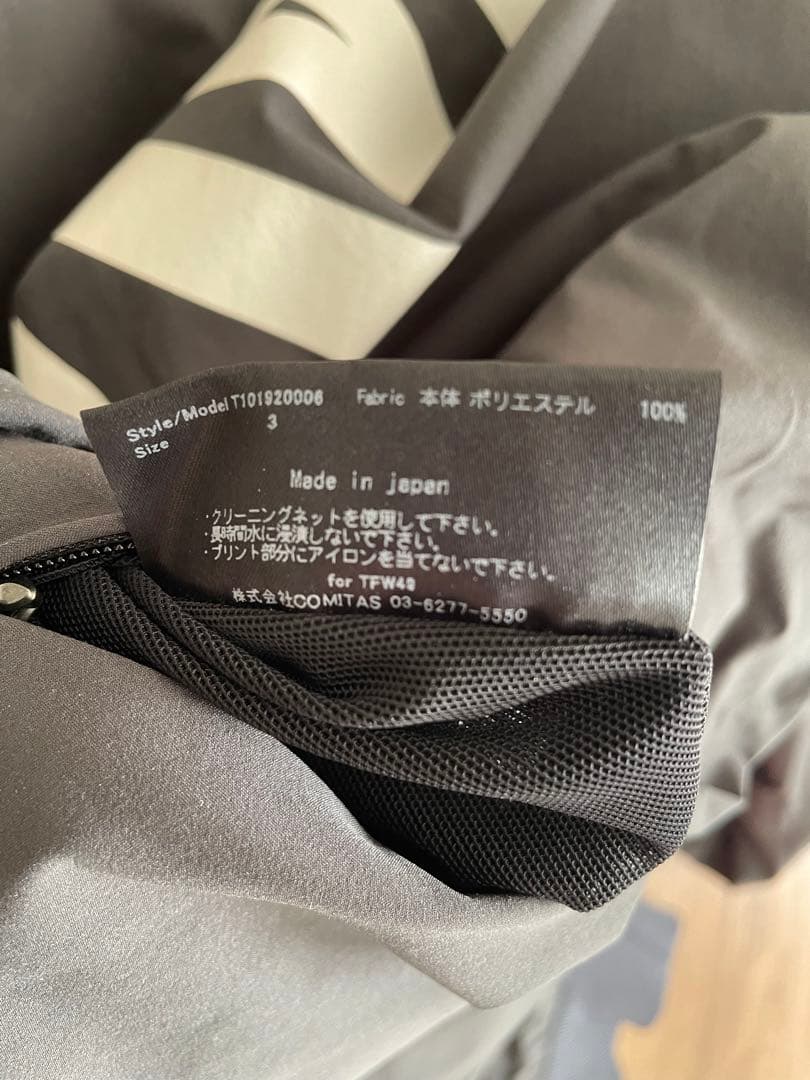 Style/Model T101920006 Fabric 本体 ポリエステル 100%
Size 3
Made in japan
・クリーニングネットを使用して下さい。
・長時間水に浸漬しないで下さい。
・プリント部分にアイロンを当てないで下さい。
for TFW49
株式会社COMITAS 03-6277-5550